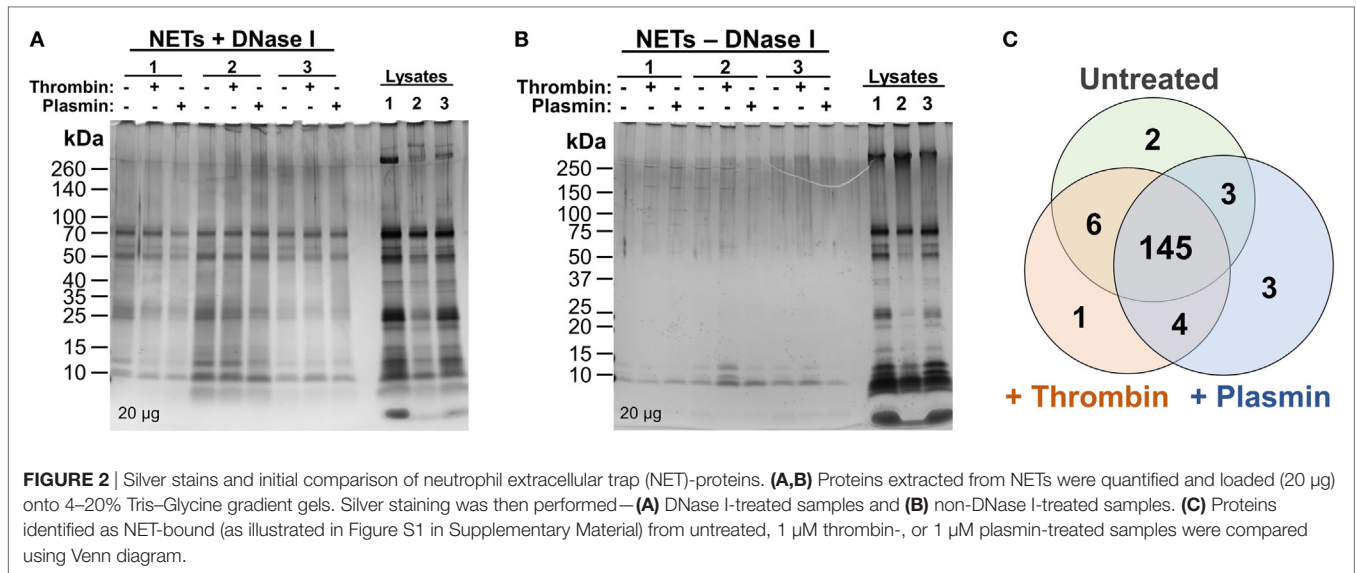 A
NETs + DNase I
1 2 3
Thrombin: - + - - + - - + -
Plasmin: - - + - - + - - +
Lysates
1 2 3
kDa
260
140
100
70
50
40
35
25
15
10
20 µg
B
NETs – DNase I
1 2 3
Thrombin: - + - - + - - + -
Plasmin: - - + - - + - - +
Lysates
1 2 3
kDa
250
150
100
75
50
37
25
20
15
10
20 µg
C
Untreated
2
6
3
145
1
4
3
+ Thrombin + Plasmin
FIGURE 2 | Silver stains and initial comparison of neutrophil extracellular trap (NET)-proteins. (A,B) Proteins extracted from NETs were quantified and loaded (20 µg)
onto 4–20% Tris–Glycine gradient gels. Silver staining was then performed—(A) DNase I-treated samples and (B) non-DNase I-treated samples. (C) Proteins
identified as NET-bound (as illustrated in Figure S1 in Supplementary Material) from untreated, 1 µM thrombin-, or 1 µM plasmin-treated samples were compared
using Venn diagram.